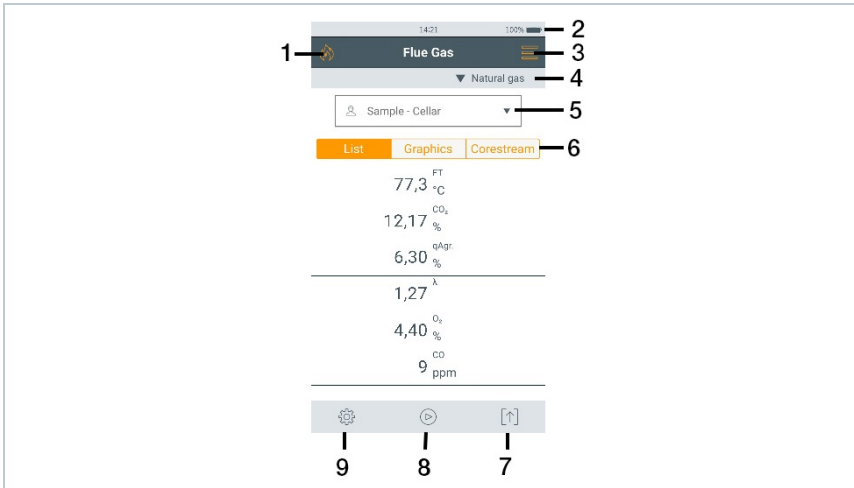 14:21 100% 2
1 Flue Gas 3
Natural gas 4
Sample - Cellar 5
List Graphics Corestream 6
FT
77,3 °C
CO₂
12,17 %
qAgr.
6,30 %
λ
1,27
O₂
4,40 %
CO
9 ppm
9 8 7